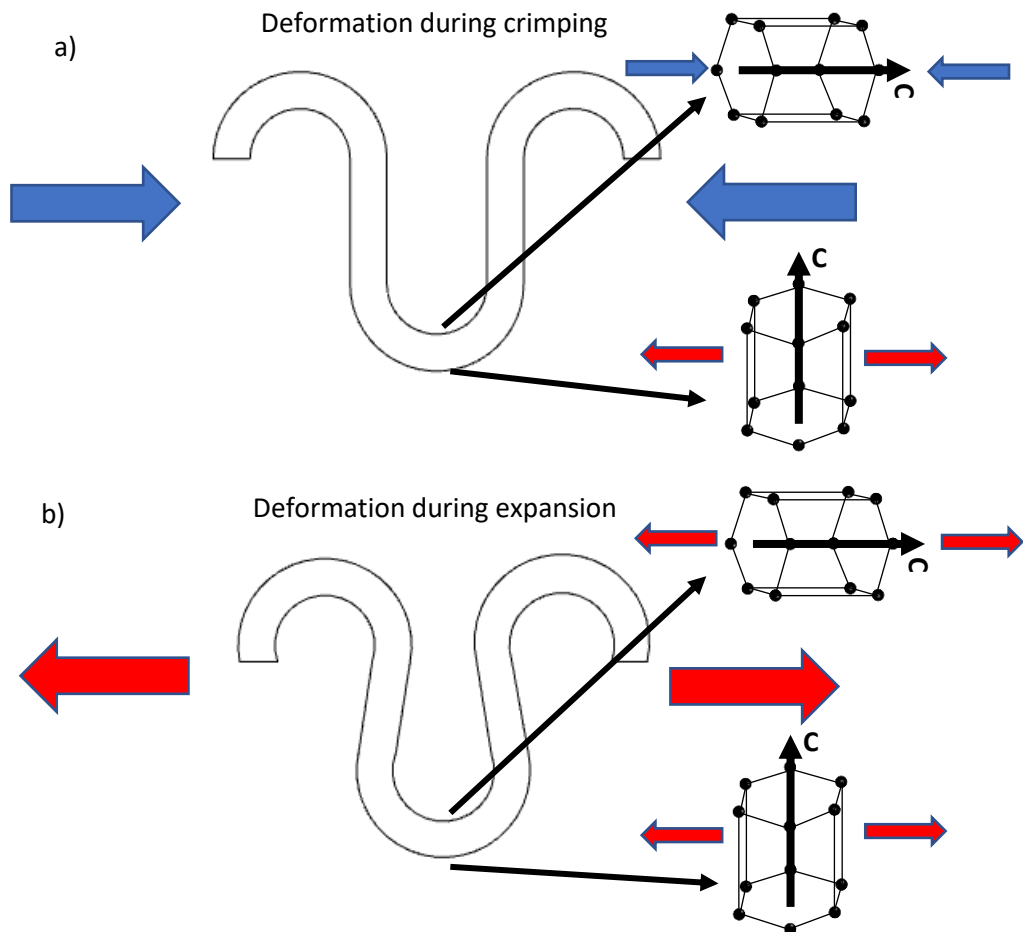 Deformation during crimping
a)
C
C
Deformation during expansion
b)
C
C